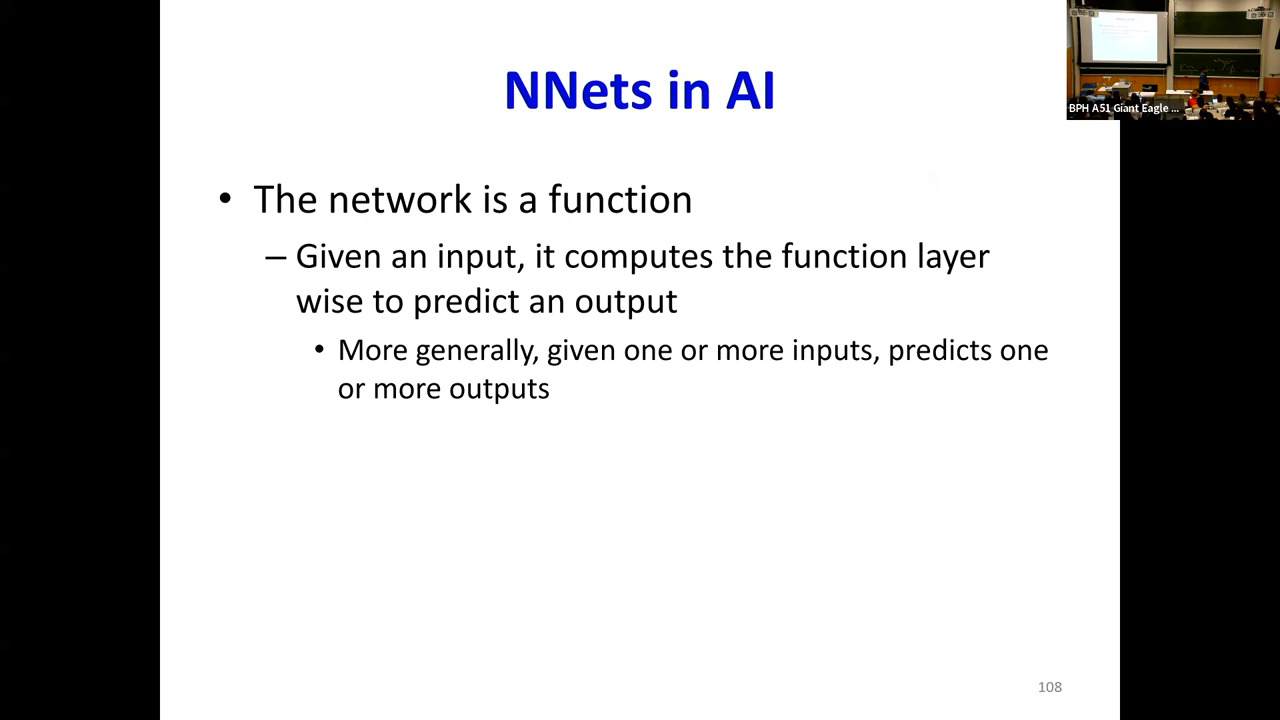 NNets in AI
• The network is a function
– Given an input, it computes the function layer
wise to predict an output
• More generally, given one or more inputs, predicts one
or more outputs
108
BPH A51 Giant Eagle ...